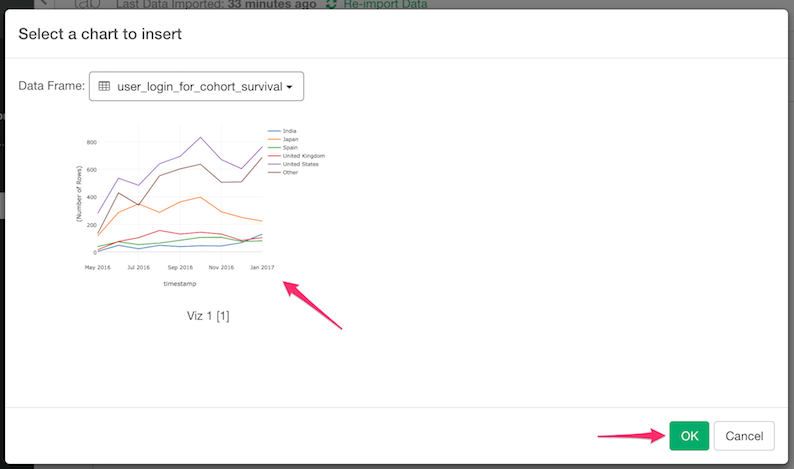 tab Last Data Imported: 33 minutes ago Re-import Data
Select a chart to insert
Data Frame: user_login_for_cohort_survival
800
600
400
200
0
(Number of Rows)
May 2016 Jul 2016 Sep 2016 Nov 2016 Jan 2017
timestamp
India
Japan
Spain
United Kingdom
United States
Other
Viz 1 [1]
OK Cancel